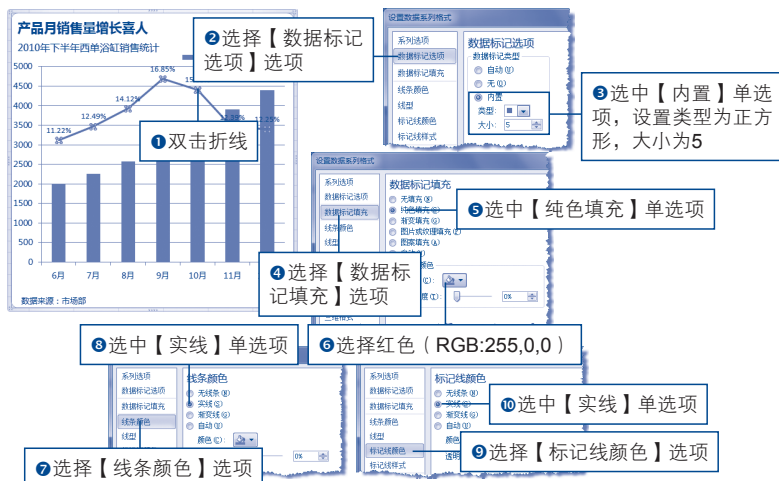 产品月销售量增长喜人
2010年下半年西单浴缸销售统计
5000
4500
4000
3500
3000
2500
2000
1500
1000
500
0
11.22%
12.49%
14.12%
16.85%
15.
13.25%
6月
7月
8月
9月
10月
11月
数据来源：市场部
❶双击折线
❷选择【数据标记
选项】选项
设置数据系列格式
系列选项
数据标记选项
数据标记填充
线条颜色
线型
标记线颜色
标记线样式
数据标记选项
数据标记类型
自动(U)
无(O)
内置
类型:
大小: 5
❸选中【内置】单选
项，设置类型为正方
形，大小为5
设置数据系列格式
系列选项
数据标记选项
数据标记填充
线条颜色
线型
三维格式
数据标记填充
无填充(N)
纯色填充(S)
渐变填充(G)
图片或纹理填充(P)
图案填充(A)
颜色
(C):
度(T): 0%
❹选择【数据标
记填充】选项
❺选中【纯色填充】单选项
❻选择红色（RGB:255,0,0）
❽选中【实线】单选项
系列选项
数据标记选项
数据标记填充
线条颜色
线型
线条颜色
无线条(N)
实线(S)
渐变线(G)
自动(U)
颜色(C):
0%
❼选择【线条颜色】选项
系列选项
数据标记选项
数据标记填充
线条颜色
线型
标记线颜色
标记线样式
标记线颜色
无线条(N)
实线(S)
渐变线(G)
自动(U)
颜色
透明
❿选中【实线】单选项
❾选择【标记线颜色】选项